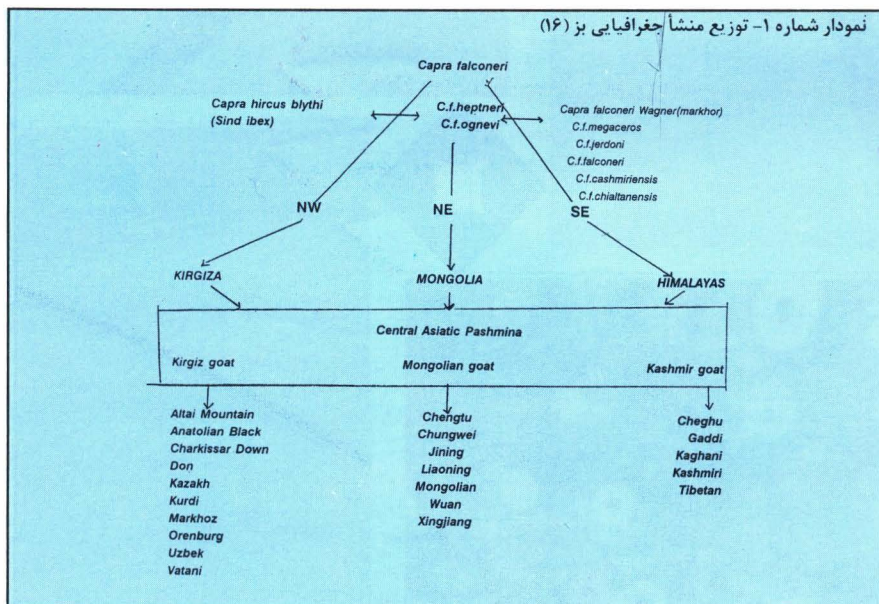 نمودار شماره ۱- توزیع منشأ جغرافیایی بز (۱۶)
Capra falconeri
Capra hircus blythi
(Sind ibex)
C.f.heptneri
C.f.ognevi
Capra falconeri Wagner(markhor)
C.f.megaceros
C.f.jerdoni
C.f.falconeri
C.f.cashmiriensis
C.f.chialtanensis
NW NE SE
KIRGIZA MONGOLIA HIMALAYAS
Central Asiatic Pashmina
Kirgiz goat Mongolian goat Kashmir goat
Altai Mountain
Anatolian Black
Charkissar Down
Don
Kazakh
Kurdi
Markhoz
Orenburg
Uzbek
Vatani
Chengtu
Chungwei
Jining
Liaoning
Mongolian
Wuan
Xingjiang
Cheghu
Gaddi
Kaghani
Kashmiri
Tibetan